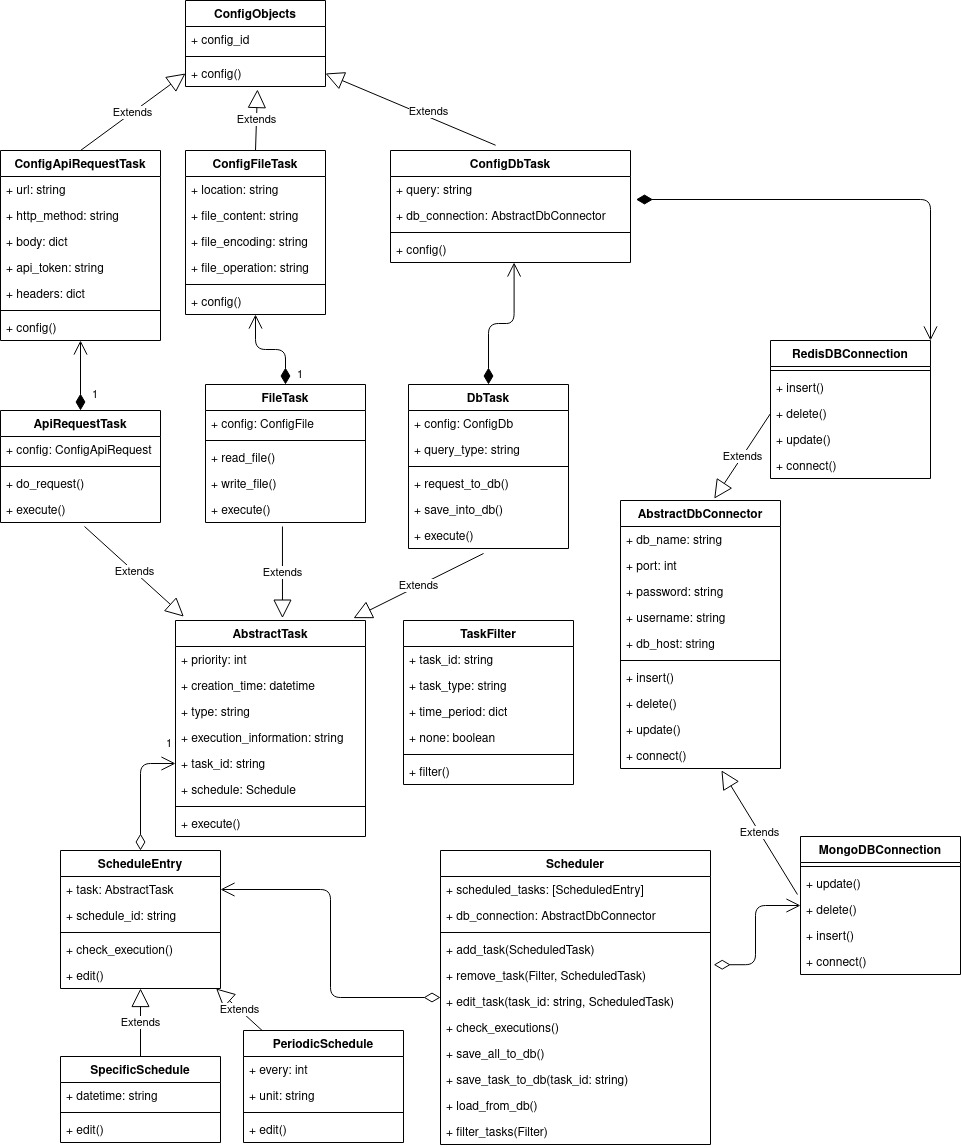 ConfigObjects
+ config_id
+ config()
Extends
Extends
Extends
ConfigApiRequestTask
+ url: string
+ http_method: string
+ body: dict
+ api_token: string
+ headers: dict
+ config()
ConfigFileTask
+ location: string
+ file_content: string
+ file_encoding: string
+ file_operation: string
+ config()
ConfigDbTask
+ query: string
+ db_connection: AbstractDbConnector
+ config()
1
1
ApiRequestTask
+ config: ConfigApiRequest
+ do_request()
+ execute()
FileTask
+ config: ConfigFile
+ read_file()
+ write_file()
+ execute()
DbTask
+ config: ConfigDb
+ query_type: string
+ request_to_db()
+ save_into_db()
+ execute()
RedisDBConnection
+ insert()
+ delete()
+ update()
+ connect()
Extends
Extends
Extends
Extends
AbstractDbConnector
+ db_name: string
+ port: int
+ password: string
+ username: string
+ db_host: string
+ insert()
+ delete()
+ update()
+ connect()
AbstractTask
+ priority: int
+ creation_time: datetime
+ type: string
+ execution_information: string
+ task_id: string
+ schedule: Schedule
+ execute()
1
TaskFilter
+ task_id: string
+ task_type: string
+ time_period: dict
+ none: boolean
+ filter()
Extends
MongoDBConnection
+ update()
+ delete()
+ insert()
+ connect()
ScheduleEntry
+ task: AbstractTask
+ schedule_id: string
+ check_execution()
+ edit()
Scheduler
+ scheduled_tasks: [ScheduledEntry]
+ db_connection: AbstractDbConnector
+ add_task(ScheduledTask)
+ remove_task(Filter, ScheduledTask)
+ edit_task(task_id: string, ScheduledTask)
+ check_executions()
+ save_all_to_db()
+ save_task_to_db(task_id: string)
+ load_from_db()
+ filter_tasks(Filter)
Extends
Extends
SpecificSchedule
+ datetime: string
+ edit()
PeriodicSchedule
+ every: int
+ unit: string
+ edit()